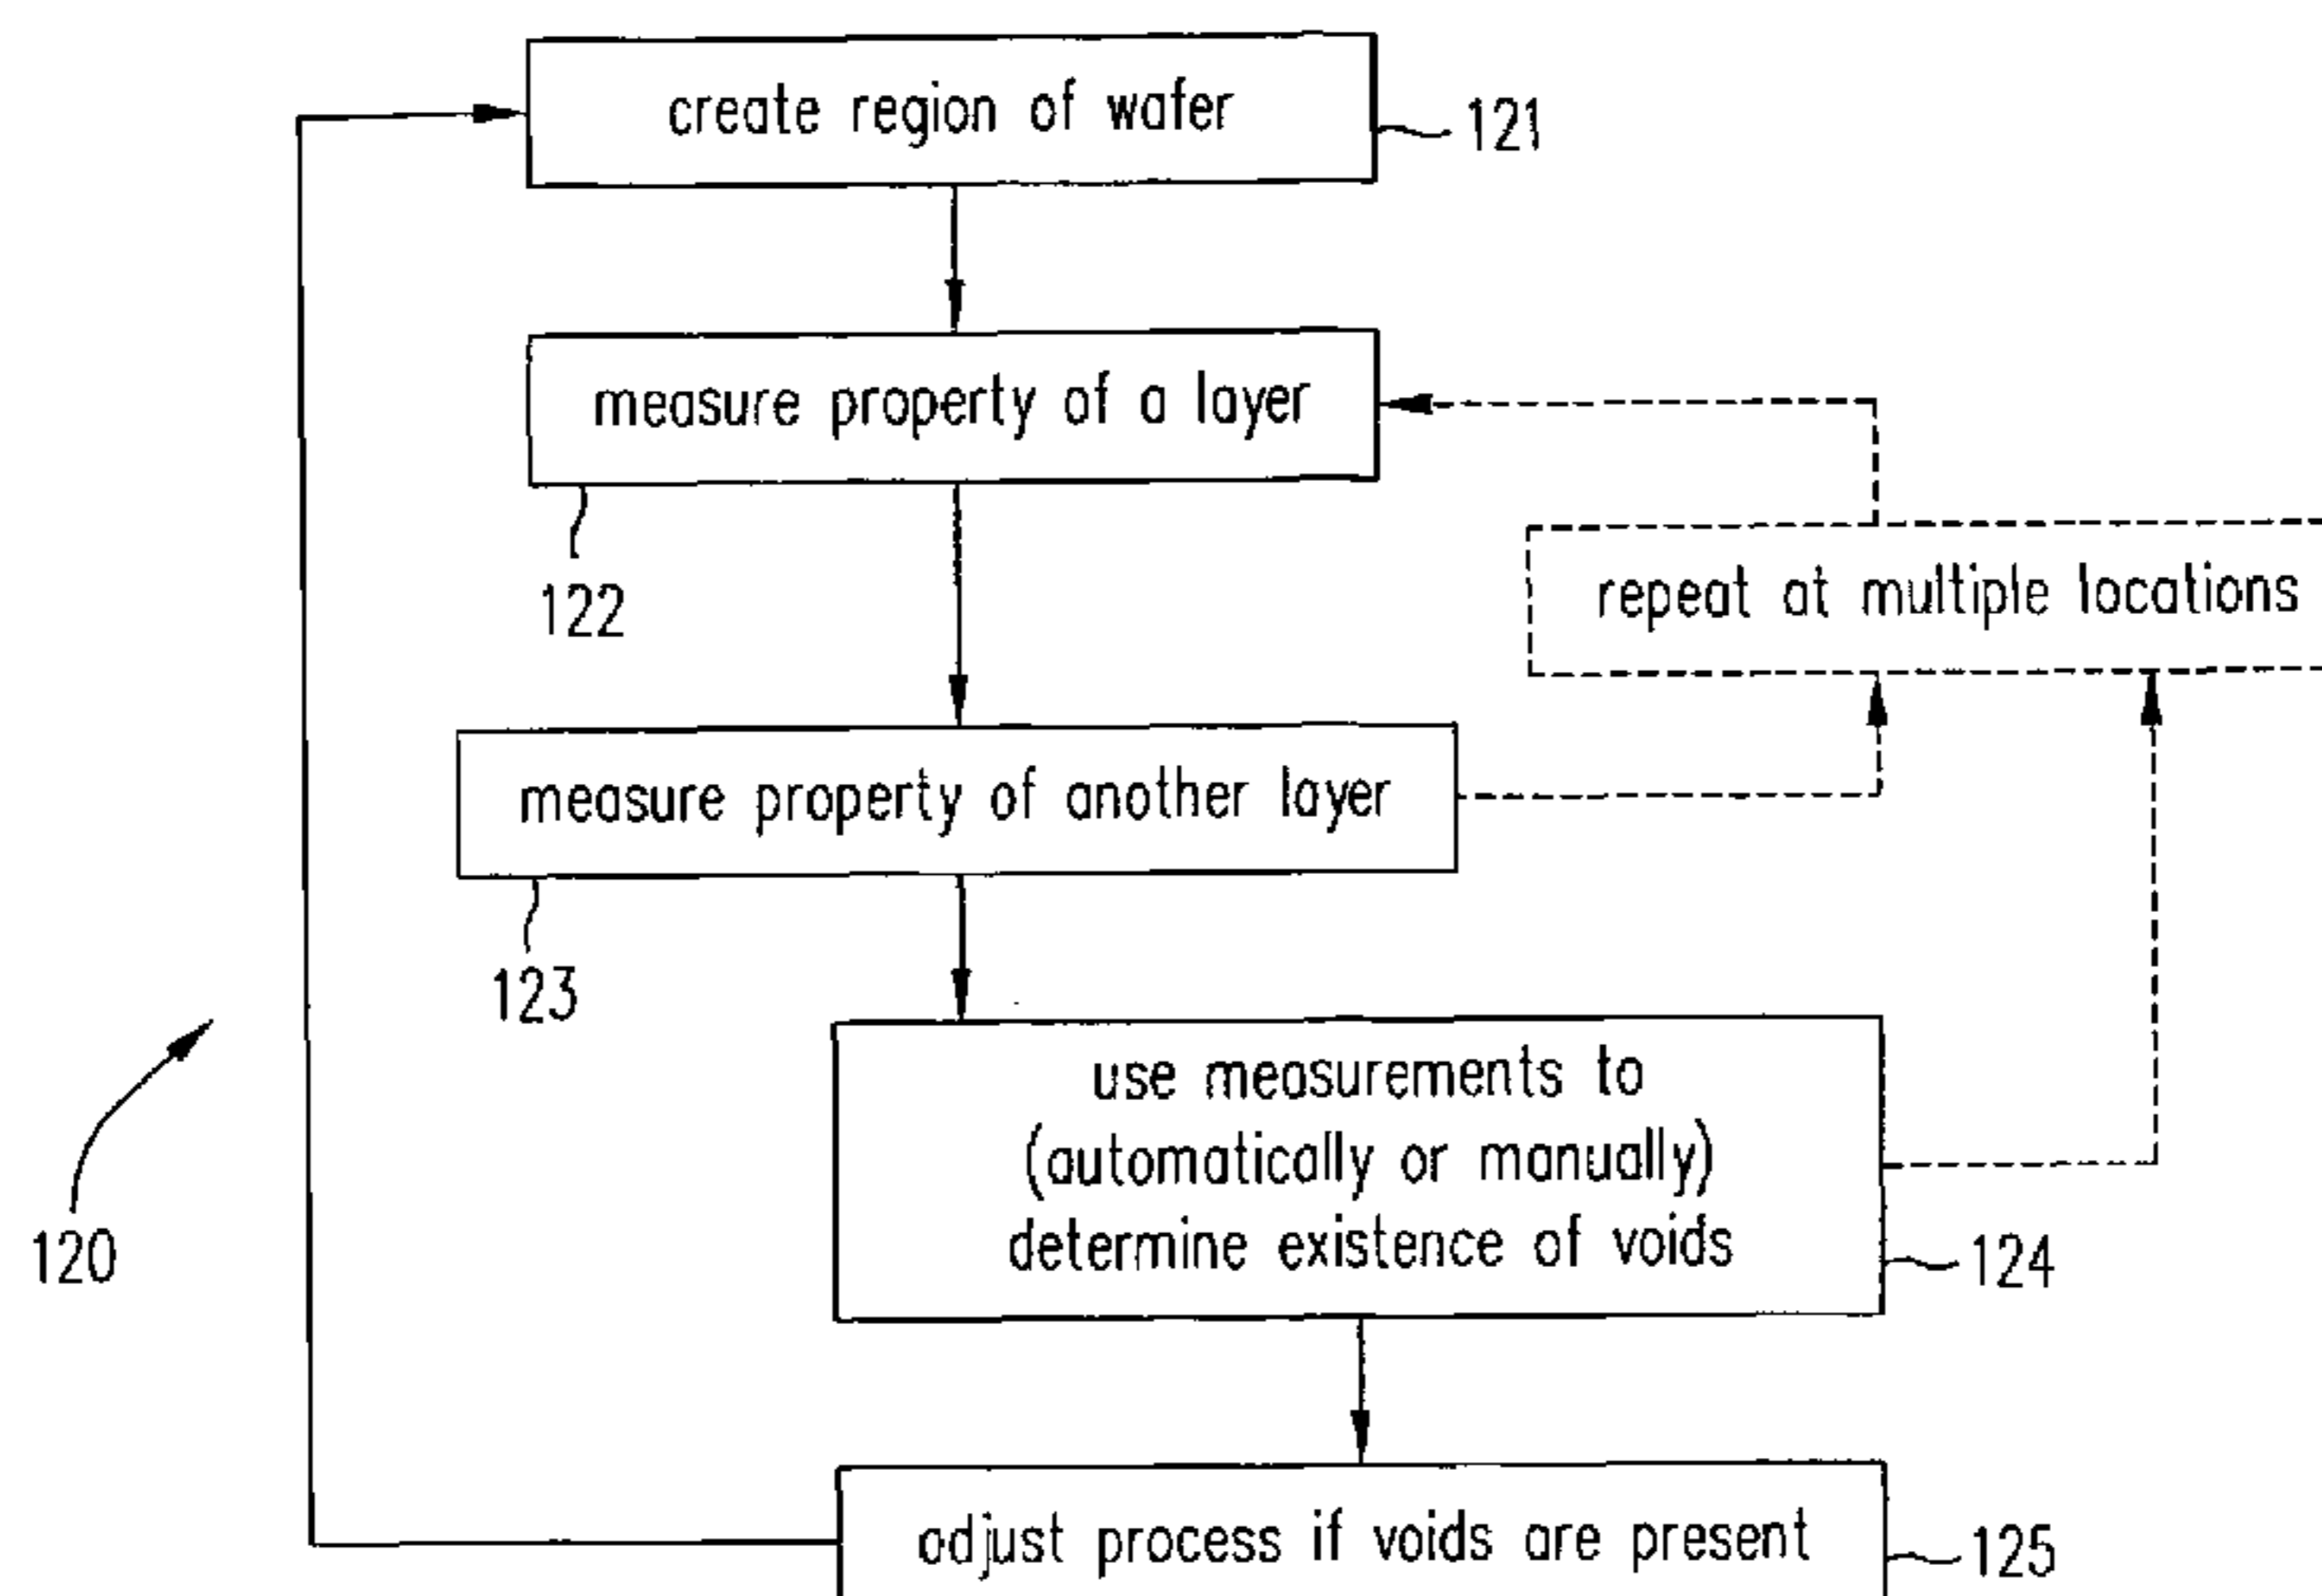 create region of wafer
121
measure property of a layer
122
repeat at multiple locations
measure property of another layer
123
use measurements to
(automatically or manually)
determine existence of voids
124
120
adjust process if voids are present
125